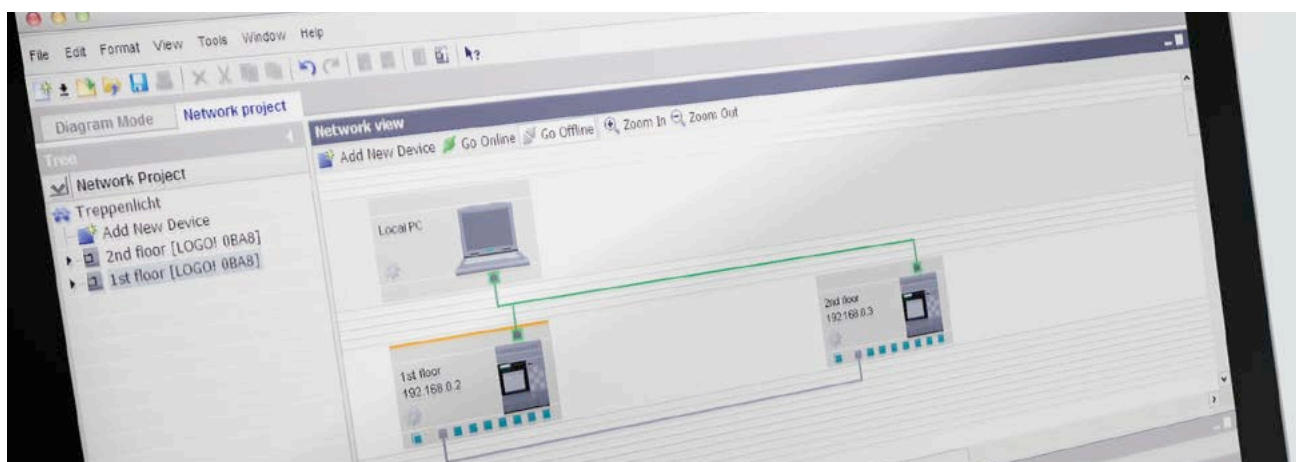 File Edit Format View Tools Window Help
Diagram Mode Network project
Tree
Network Project
Treppenlicht
Add New Device
2nd floor [LOGO! 0BA8]
1st floor [LOGO! 0BA8]
Network view
Add New Device Go Online Go Offline Zoom In Zoom Out
Local PC
1st floor
192.168.0.2
2nd floor
192.168.0.3